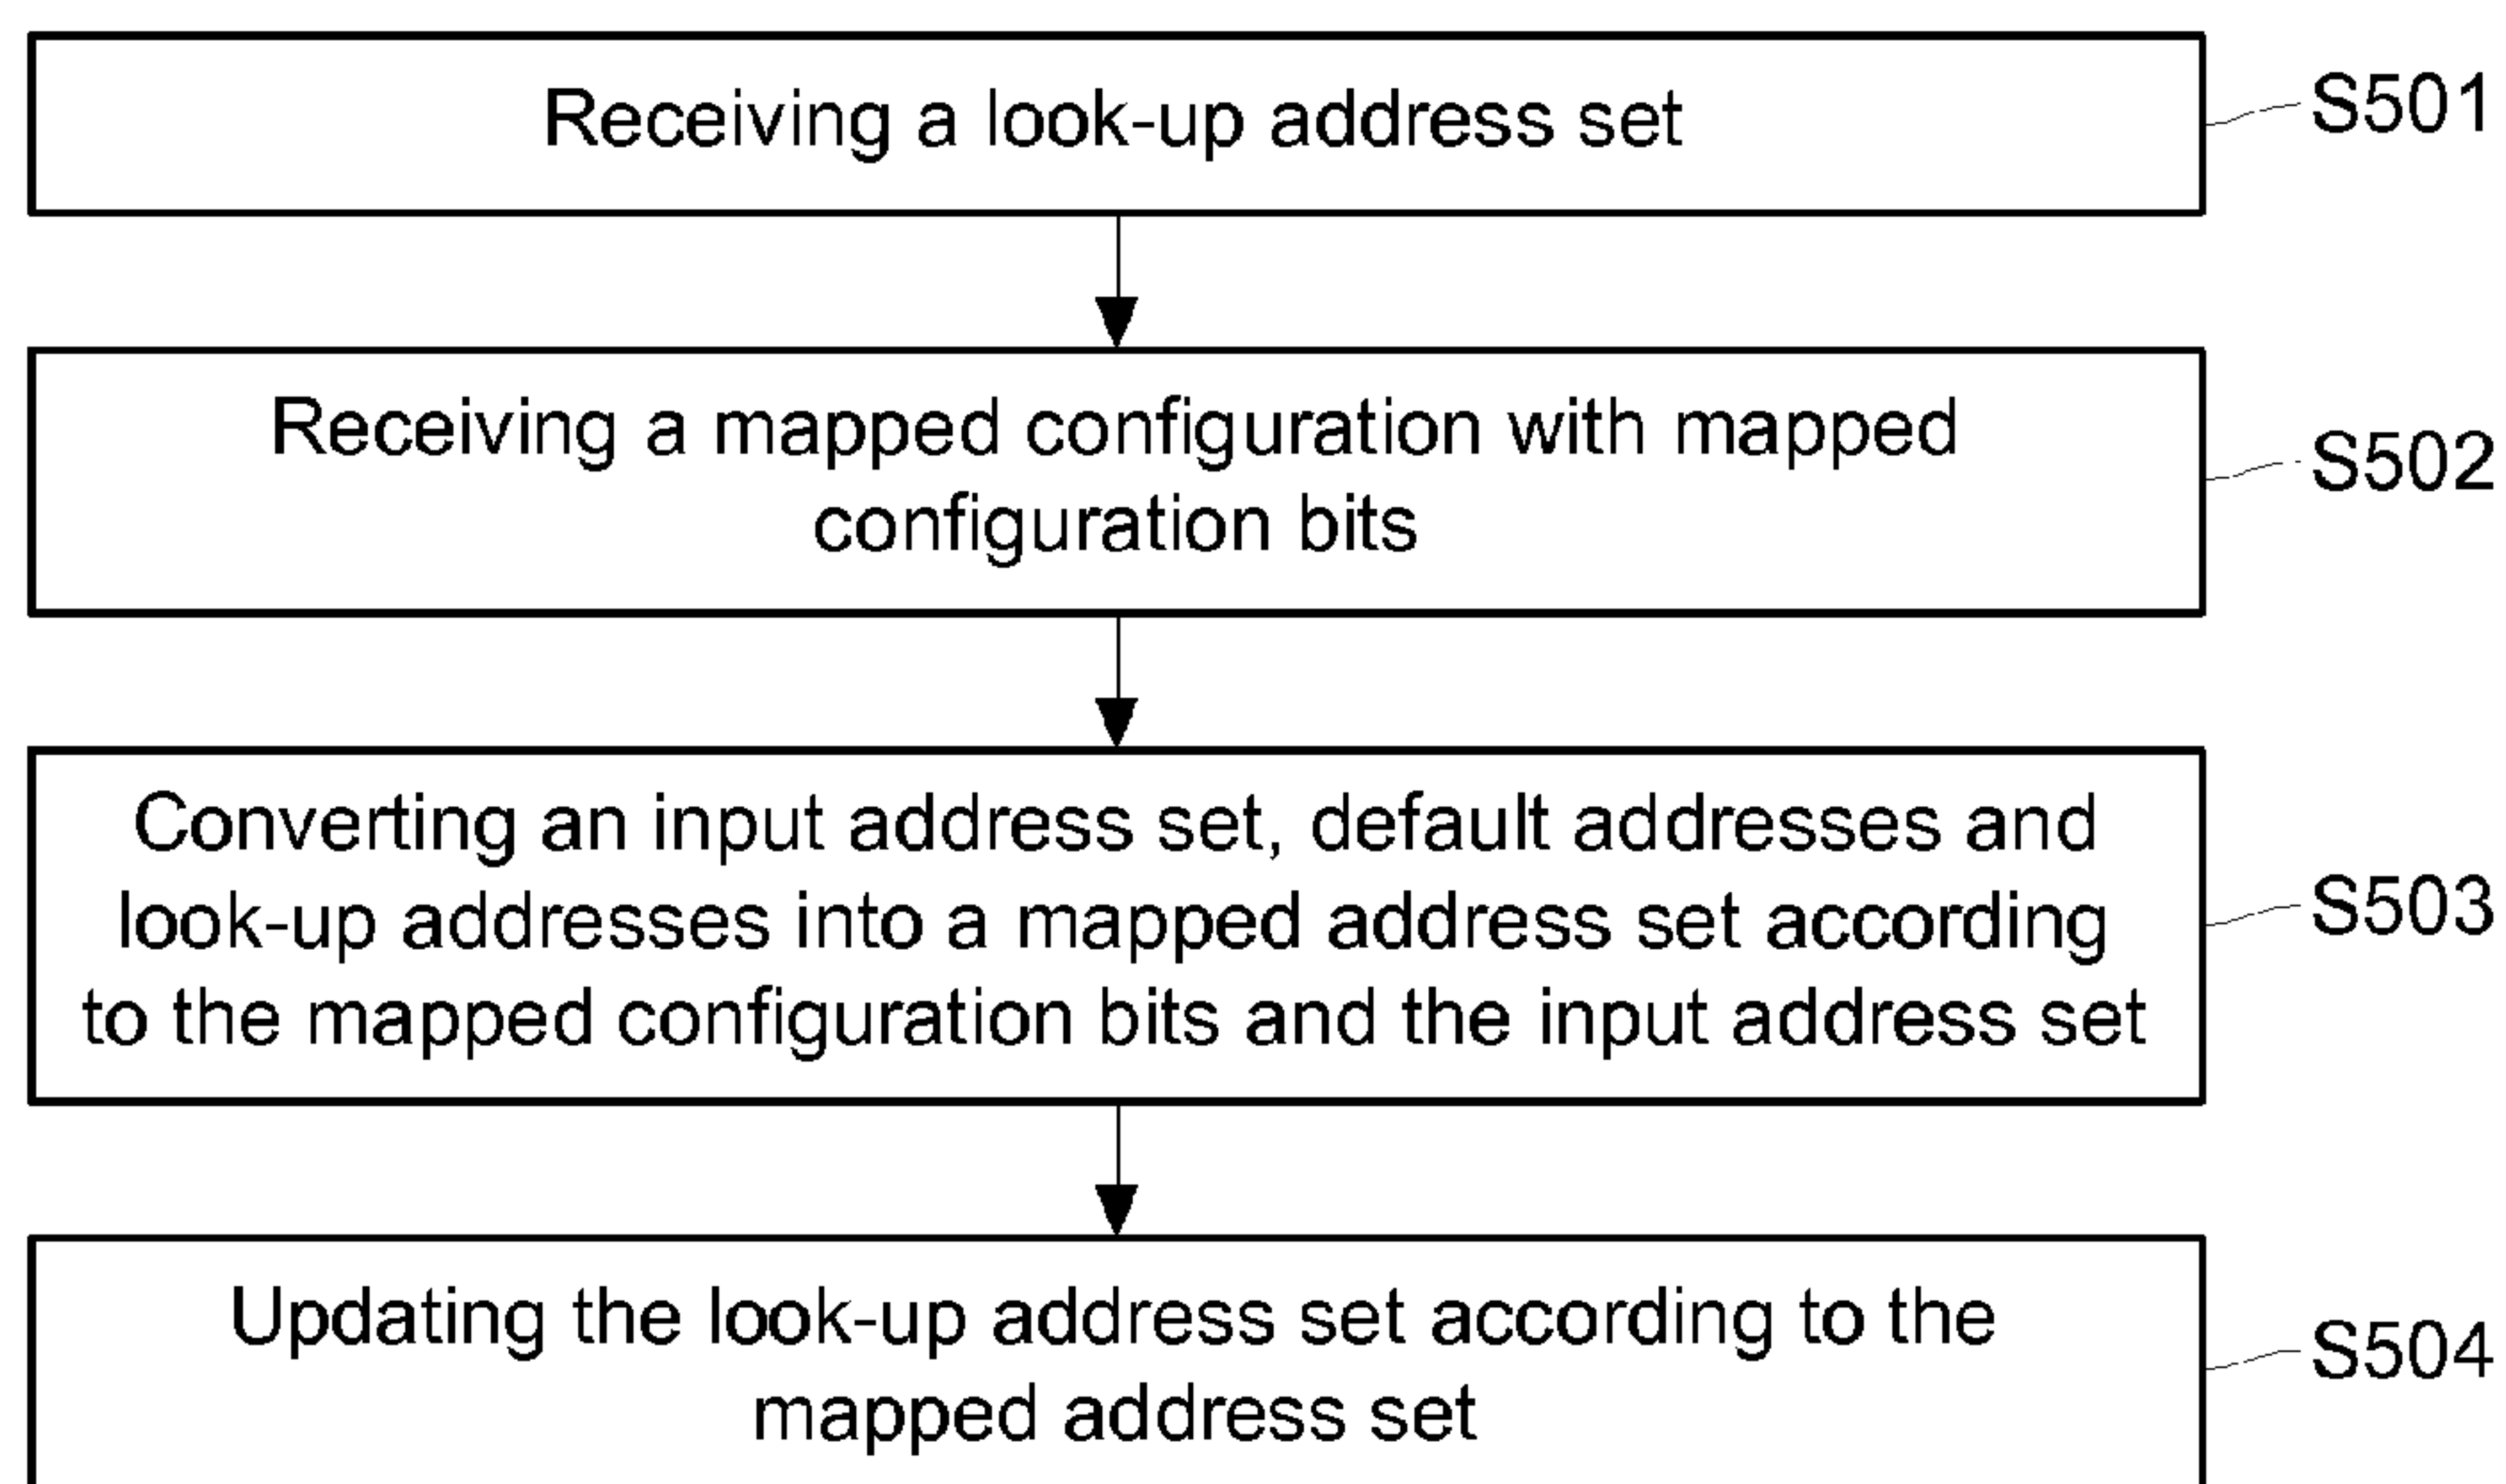 Receiving a look-up address set
S501
Receiving a mapped configuration with mapped
configuration bits
S502
Converting an input address set, default addresses and
look-up addresses into a mapped address set according
to the mapped configuration bits and the input address set
S503
Updating the look-up address set according to the
mapped address set
S504